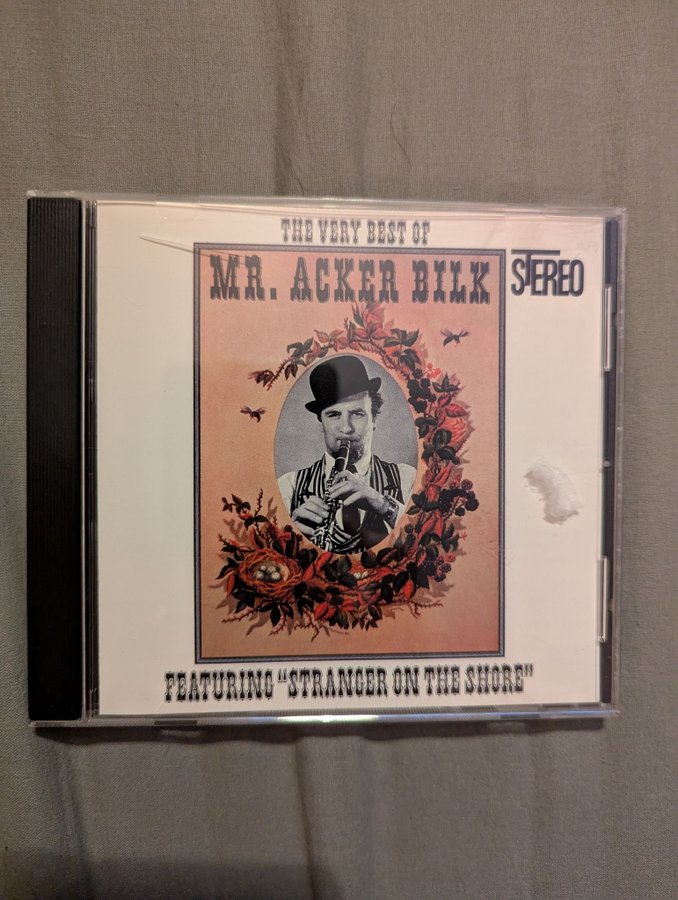 THE VERY BEST OF
MR. ACKER BILK
STEREO
FEATURING "STRANGER ON THE SHORE"